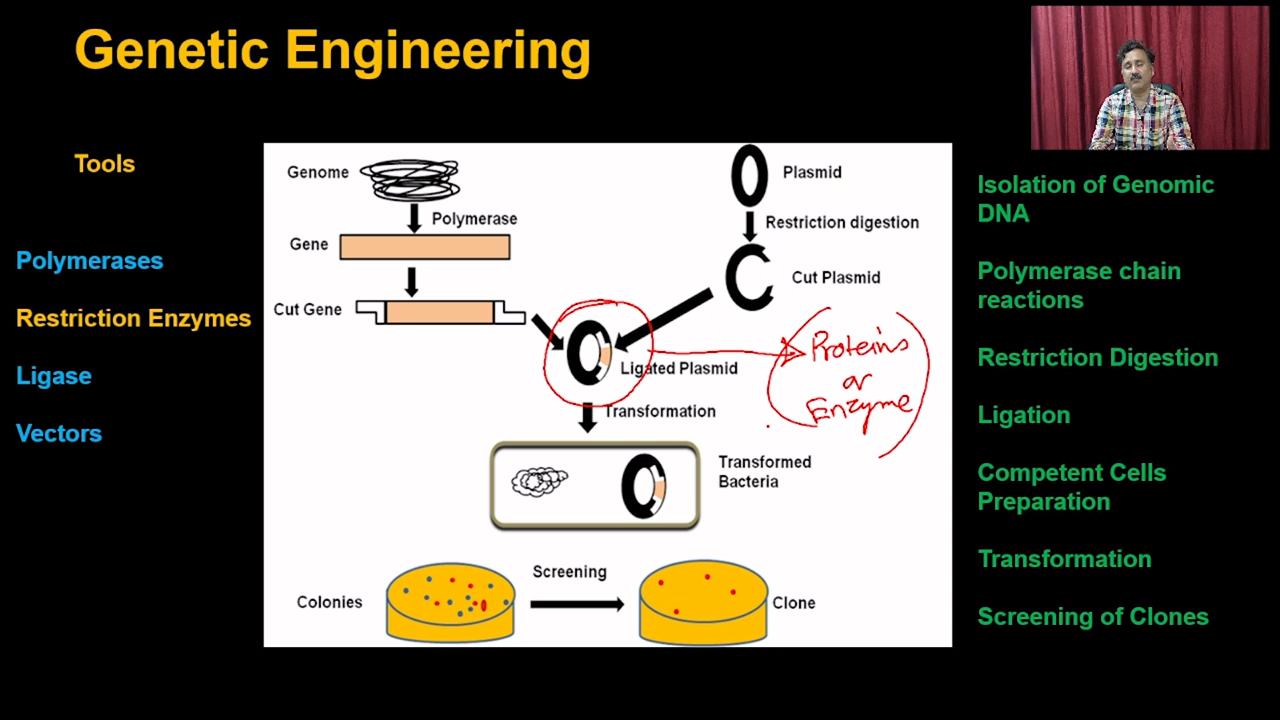 Genetic Engineering
Tools
Polymerases
Restriction Enzymes
Ligase
Vectors
Genome
Polymerase
Gene
Cut Gene
Plasmid
Restriction digestion
Cut Plasmid
Ligated Plasmid
Proteins
or
Enzyme
Transformation
Transformed
Bacteria
Colonies
Screening
Clone
Isolation of Genomic
DNA
Polymerase chain
reactions
Restriction Digestion
Ligation
Competent Cells
Preparation
Transformation
Screening of Clones